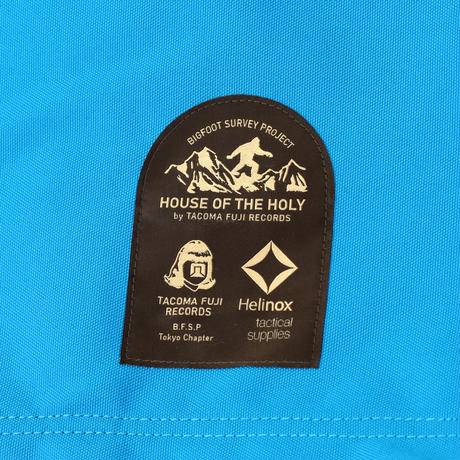 BIGFOOT SURVEY PROJECT
HOUSE OF THE HOLY
by TACOMA FUJI RECORDS
TACOMA FUJI
RECORDS
B.F.S.P
Tokyo Chapter
Helinox
tactical
supplies